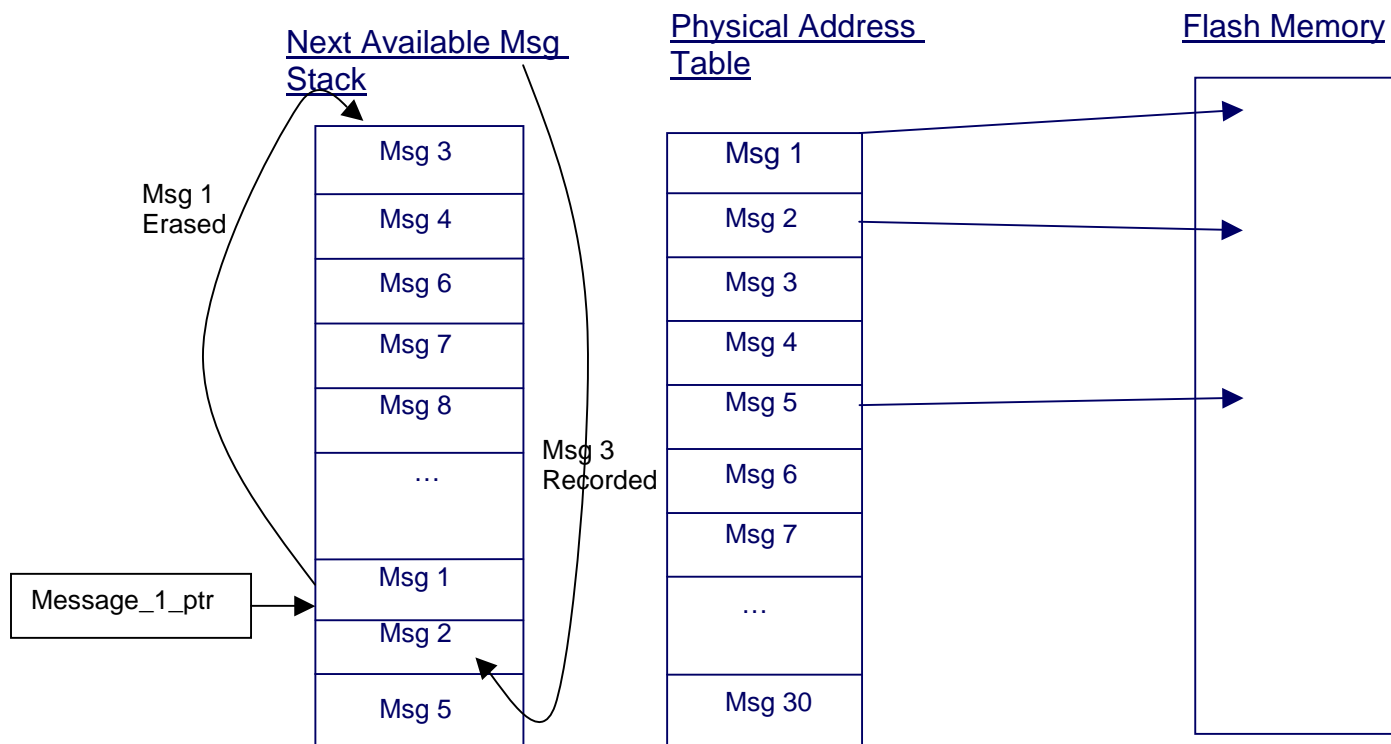 Next Available Msg
Stack
Physical Address
Table
Flash Memory
Msg 1
Erased
Msg 3
Msg 4
Msg 6
Msg 7
Msg 8
…
Msg 1
Msg 2
Msg 5
Message_1_ptr
Msg 3
Recorded
Msg 1
Msg 2
Msg 3
Msg 4
Msg 5
Msg 6
Msg 7
…
Msg 30